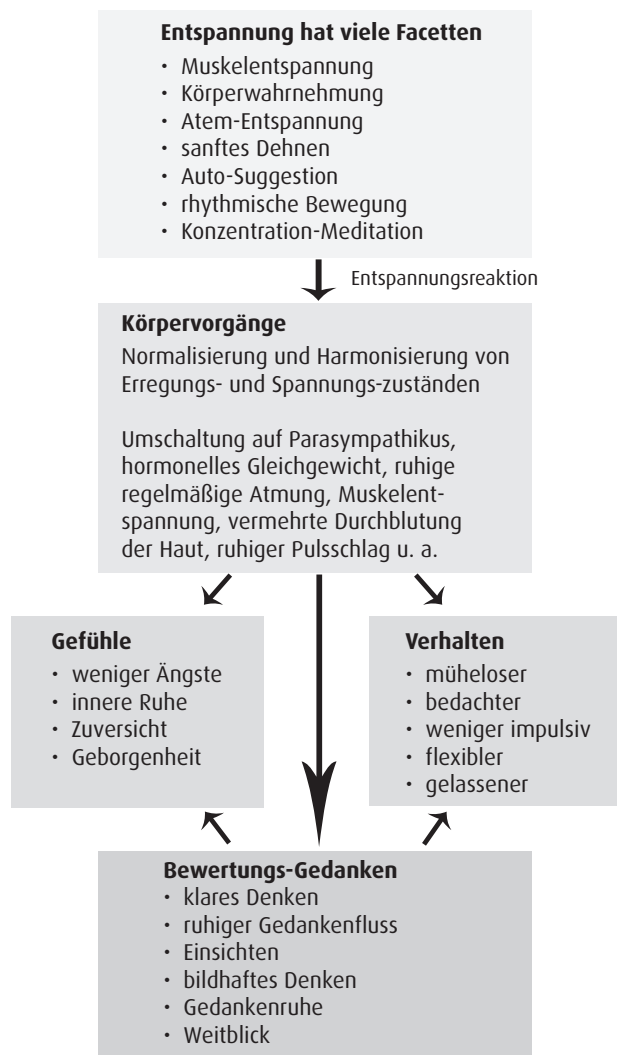 Entspannung hat viele Facetten
· Muskelentspannung
· Körperwahrnehmung
· Atem-Entspannung
· sanftes Dehnen
· Auto-Suggestion
· rhythmische Bewegung
· Konzentration-Meditation
Entspannungsreaktion
Körpervorgänge
Normalisierung und Harmonisierung von
Erregungs- und Spannungs-zuständen
Umschaltung auf Parasympathikus,
hormonelles Gleichgewicht, ruhige
regelmäßige Atmung, Muskelent-
spannung, vermehrte Durchblutung
der Haut, ruhiger Pulsschlag u. a.
Gefühle
· weniger Ängste
· innere Ruhe
· Zuversicht
· Geborgenheit
Verhalten
· müheloser
· bedachter
· weniger impulsiv
· flexibler
· gelassener
Bewertungs-Gedanken
· klares Denken
· ruhiger Gedankenfluss
· Einsichten
· bildhaftes Denken
· Gedankenruhe
· Weitblick